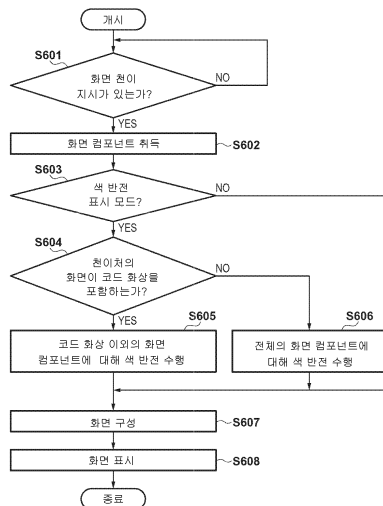 개시
S601
화면 천이
지시가 있는가?
NO
YES
화면 컴포넌트 취득
S602
S603
색 반전
표시 모드?
NO
YES
S604
천이처의
화면이 코드 화상을
포함하는가?
NO
YES
S605
코드 화상 이외의 화면
컴포넌트에 대해 색 반전 수행
S606
전체의 화면 컴포넌트에
대해 색 반전 수행
화면 구성
S607
화면 표시
S608
종료